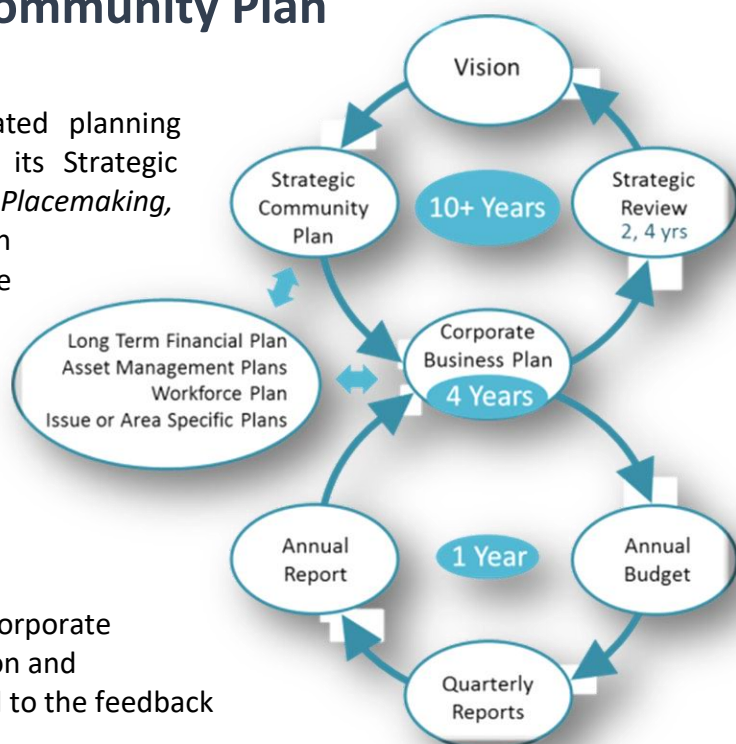 ommunity Plan
ated planning
its Strategic
Placemaking,
n
e
Vision
Strategic
Community
Plan
10+ Years
Strategic
Review
2, 4 yrs
Long Term Financial Plan
Asset Management Plans
Workforce Plan
Issue or Area Specific Plans
Corporate
Business Plan
4 Years
Annual
Report
1 Year
Annual
Budget
Quarterly
Reports
orporate
on and
l to the feedback